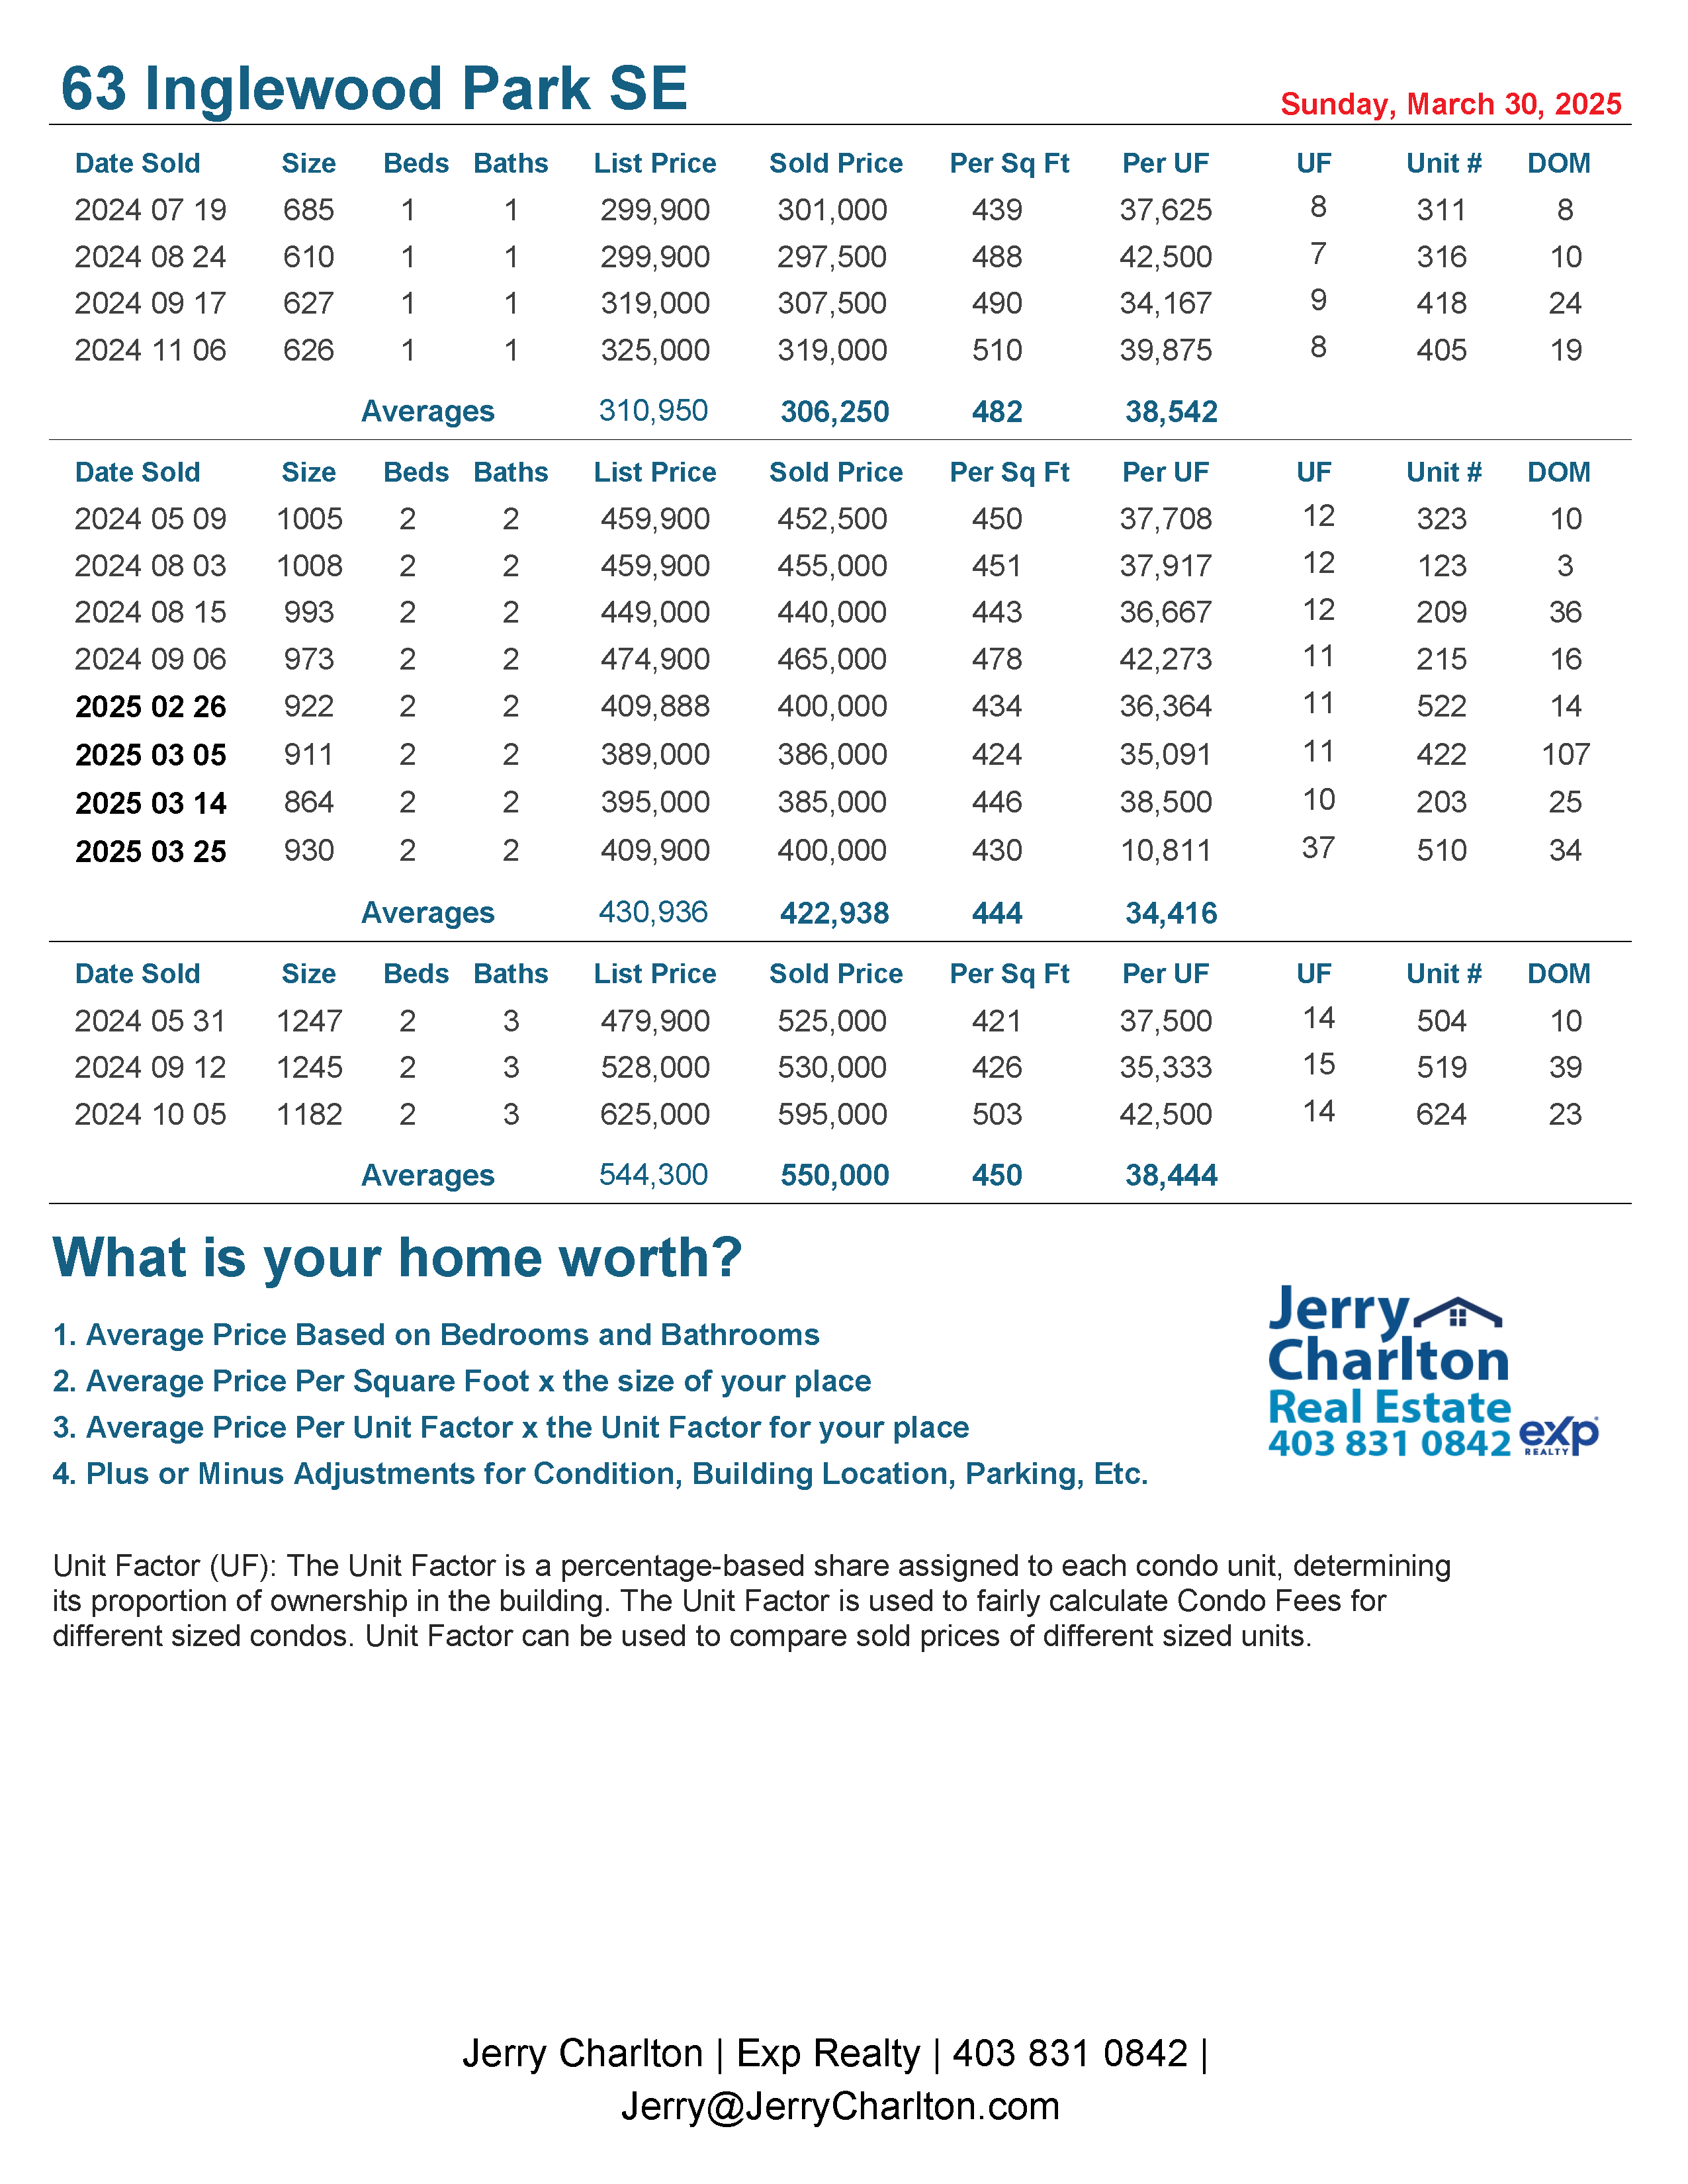 63 Inglewood Park SE
Sunday, March 30, 2025
Date Sold Size Beds Baths List Price Sold Price Per Sq Ft Per UF UF Unit # DOM
2024 07 19 685 1 1 299,900 301,000 439 37,625 8 311 8
2024 08 24 610 1 1 299,900 297,500 488 42,500 7 316 10
2024 09 17 627 1 1 319,000 307,500 490 34,167 9 418 24
2024 11 06 626 1 1 325,000 319,000 510 39,875 8 405 19
Averages 310,950 306,250 482 38,542
Date Sold Size Beds Baths List Price Sold Price Per Sq Ft Per UF UF Unit # DOM
2024 05 09 1005 2 2 459,900 452,500 450 37,708 12 323 10
2024 08 03 1008 2 2 459,900 455,000 451 37,917 12 123 3
2024 08 15 993 2 2 449,000 440,000 443 36,667 12 209 36
2024 09 06 973 2 2 474,900 465,000 478 42,273 11 215 16
2025 02 26 922 2 2 409,888 400,000 434 36,364 11 522 14
2025 03 05 911 2 2 389,000 386,000 424 35,091 11 422 107
2025 03 14 864 2 2 395,000 385,000 446 38,500 10 203 25
2025 03 25 930 2 2 409,900 400,000 430 10,811 37 510 34
Averages 430,936 422,938 444 34,416
Date Sold Size Beds Baths List Price Sold Price Per Sq Ft Per UF UF Unit # DOM
2024 05 31 1247 2 3 479,900 525,000 421 37,500 14 504 10
2024 09 12 1245 2 3 528,000 530,000 426 35,333 15 519 39
2024 10 05 1182 2 3 625,000 595,000 503 42,500 14 624 23
Averages 544,300 550,000 450 38,444
What is your home worth?
1. Average Price Based on Bedrooms and Bathrooms
2. Average Price Per Square Foot x the size of your place
3. Average Price Per Unit Factor x the Unit Factor for your place
4. Plus or Minus Adjustments for Condition, Building Location, Parking, Etc.
Jerry
Charlton
Real Estate
403 831 0842
exp
REALTY
Unit Factor (UF): The Unit Factor is a percentage-based share assigned to each condo unit, determining
its proportion of ownership in the building. The Unit Factor is used to fairly calculate Condo Fees for
different sized condos. Unit Factor can be used to compare sold prices of different sized units.
Jerry Charlton | Exp Realty | 403 831 0842 |
Jerry@JerryCharlton.com